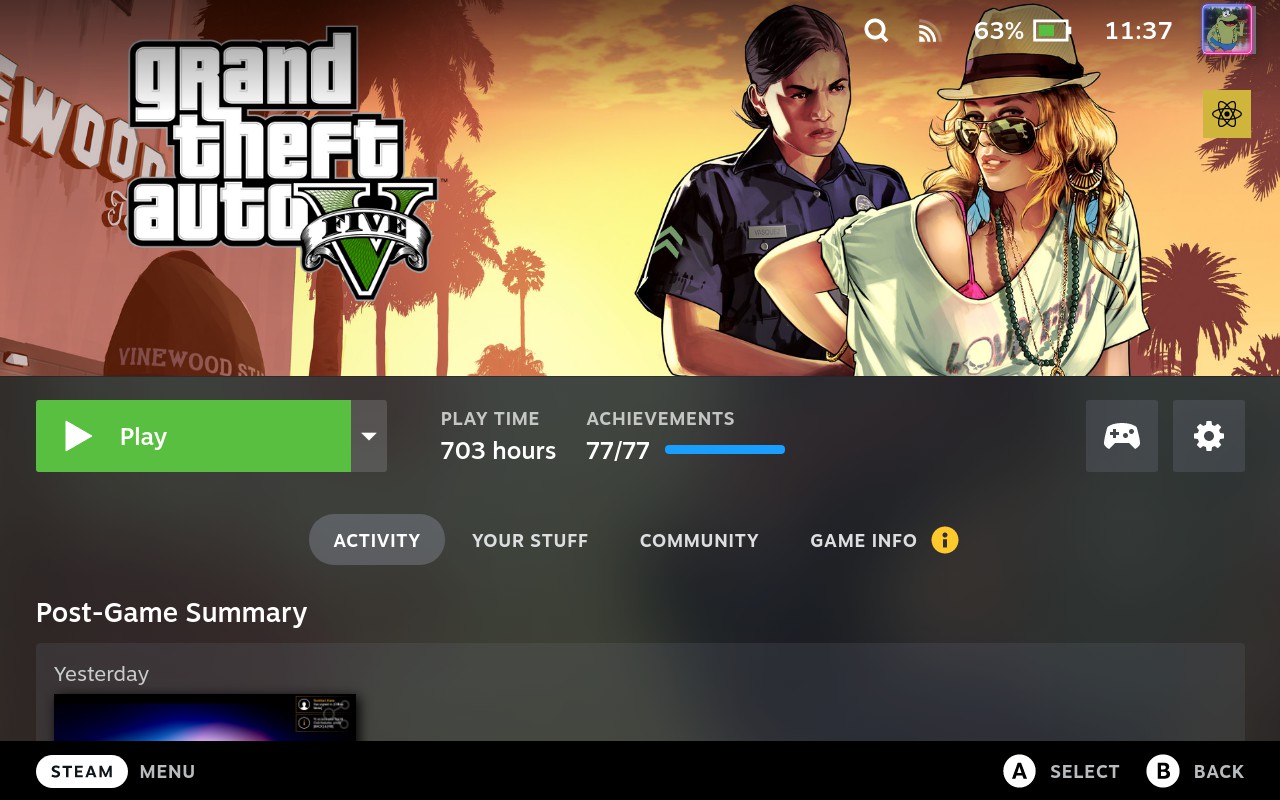 63% 11:37
EWOOD
grand
theft
auto V
FIVE
™
VINEWOOD ST
Play
PLAY TIME
703 hours
ACHIEVEMENTS
77/77
ACTIVITY YOUR STUFF COMMUNITY GAME INFO
Post-Game Summary
Yesterday
STEAM MENU A SELECT B BACK